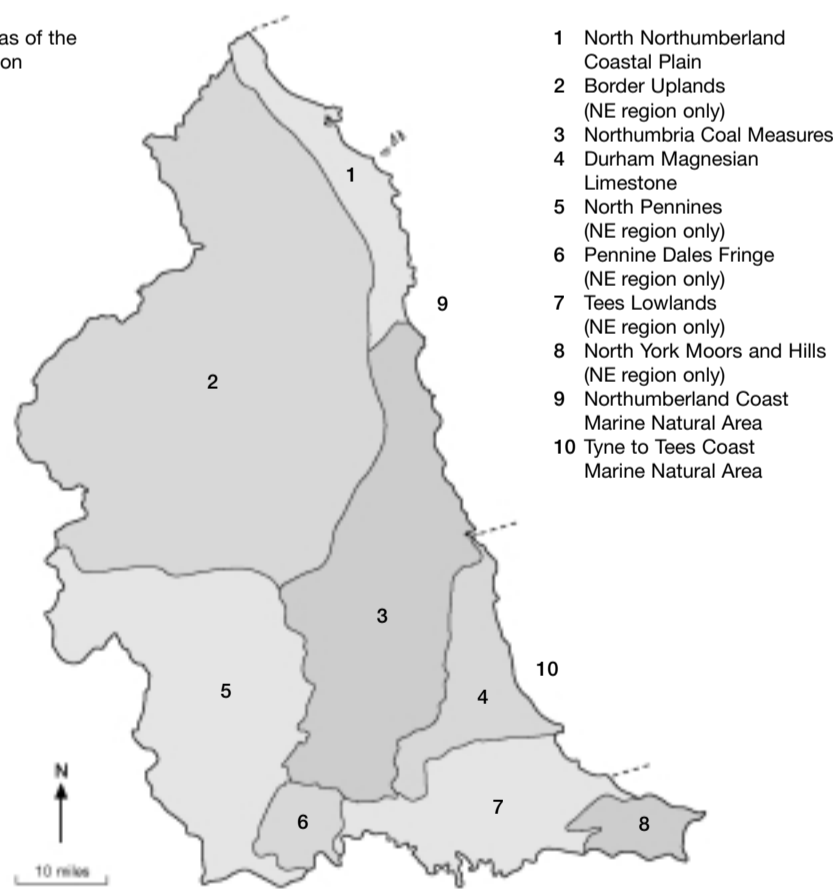 as of the
on
1 North Northumberland
Coastal Plain
2 Border Uplands
(NE region only)
3 Northumbria Coal Measures
4 Durham Magnesian
Limestone
5 North Pennines
(NE region only)
6 Pennine Dales Fringe
(NE region only)
7 Tees Lowlands
(NE region only)
8 North York Moors and Hills
(NE region only)
9 Northumberland Coast
Marine Natural Area
10 Tyne to Tees Coast
Marine Natural Area
1
9
2
3
10
5
4
N
7
6
8
10 miles